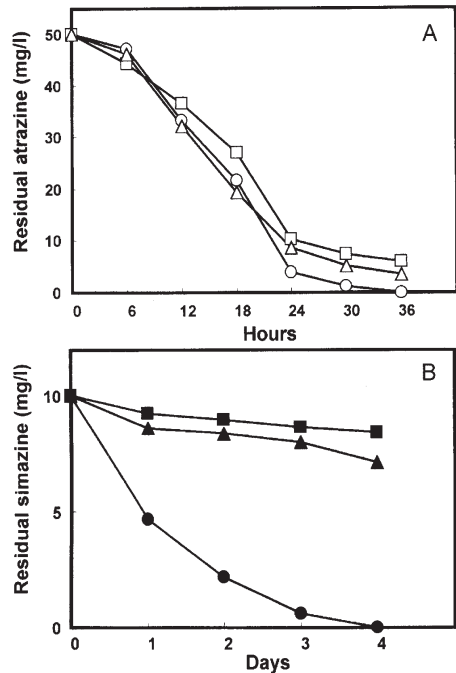 A
Residual atrazine (mg/l)
50
40
30
20
10
0
0 6 12 18 24 30 36
Hours
B
Residual simazine (mg/l)
10
5
0
0 1 2 3 4
Days